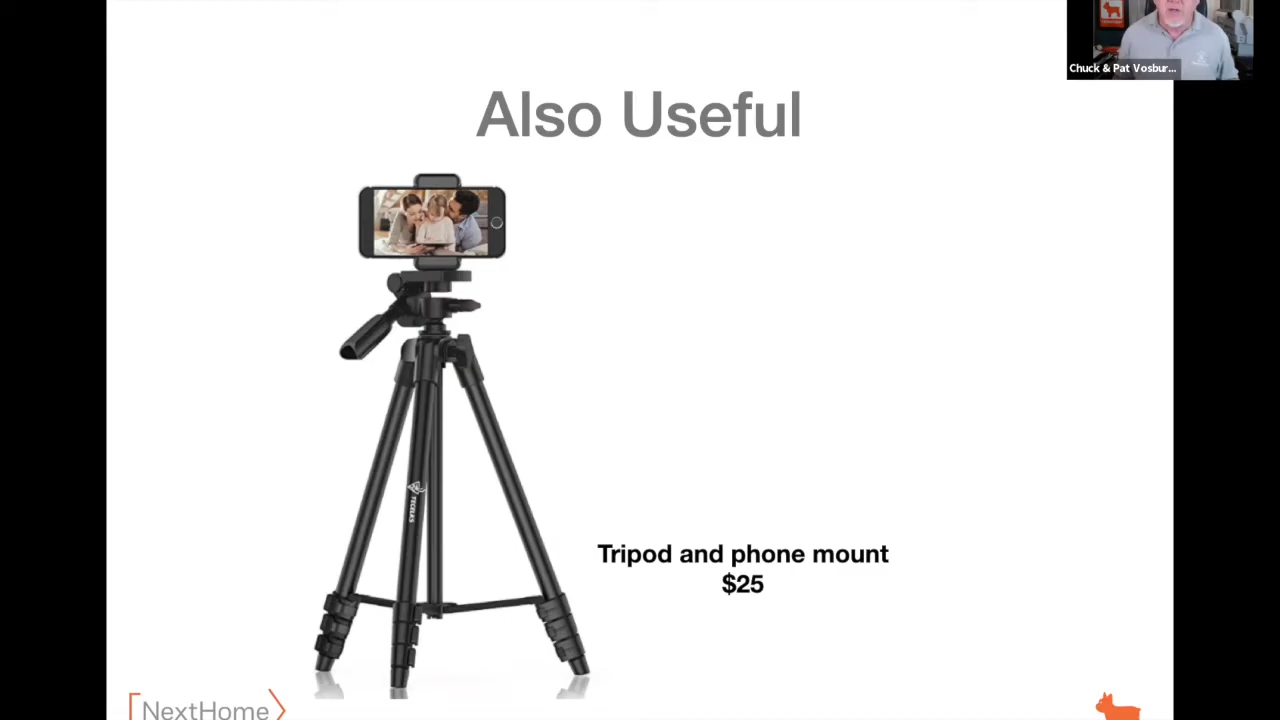 Chuck & Pat Vosbur...
Also Useful
Tripod and phone mount
$25
NextHome